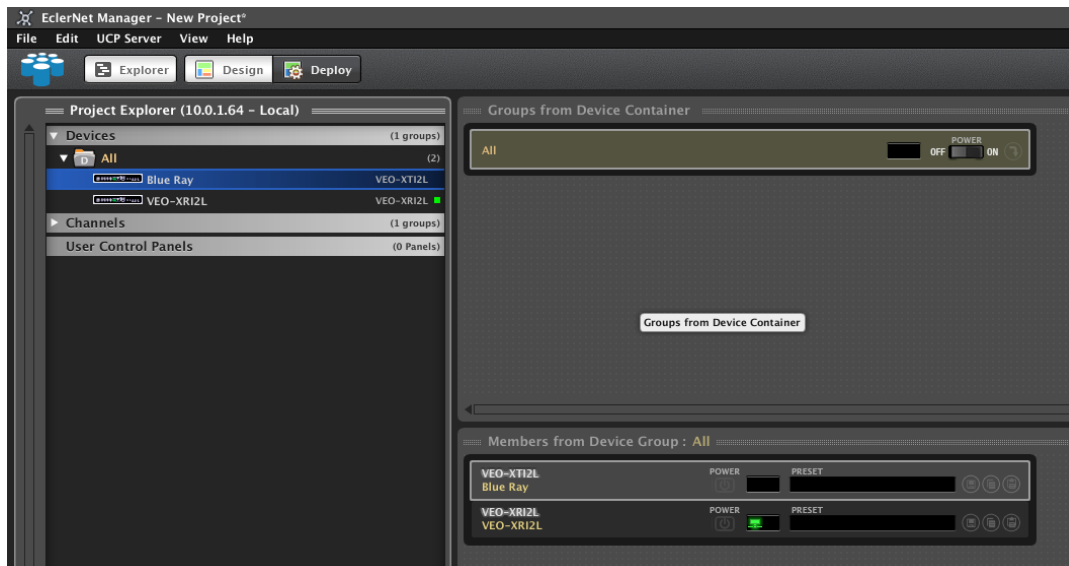 EclerNet Manager - New Project*
File Edit UCP Server View Help
Explorer Design Deploy
Project Explorer (10.0.1.64 - Local)
Devices (1 groups)
D All (2)
Blue Ray VEO-XTI2L
VEO-XRI2L VEO-XRI2L
Channels (1 groups)
User Control Panels (0 Panels)
Groups from Device Container
All POWER OFF ON
Groups from Device Container
Members from Device Group : All
VEO-XTI2L POWER PRESET
Blue Ray
VEO-XRI2L POWER PRESET
VEO-XRI2L